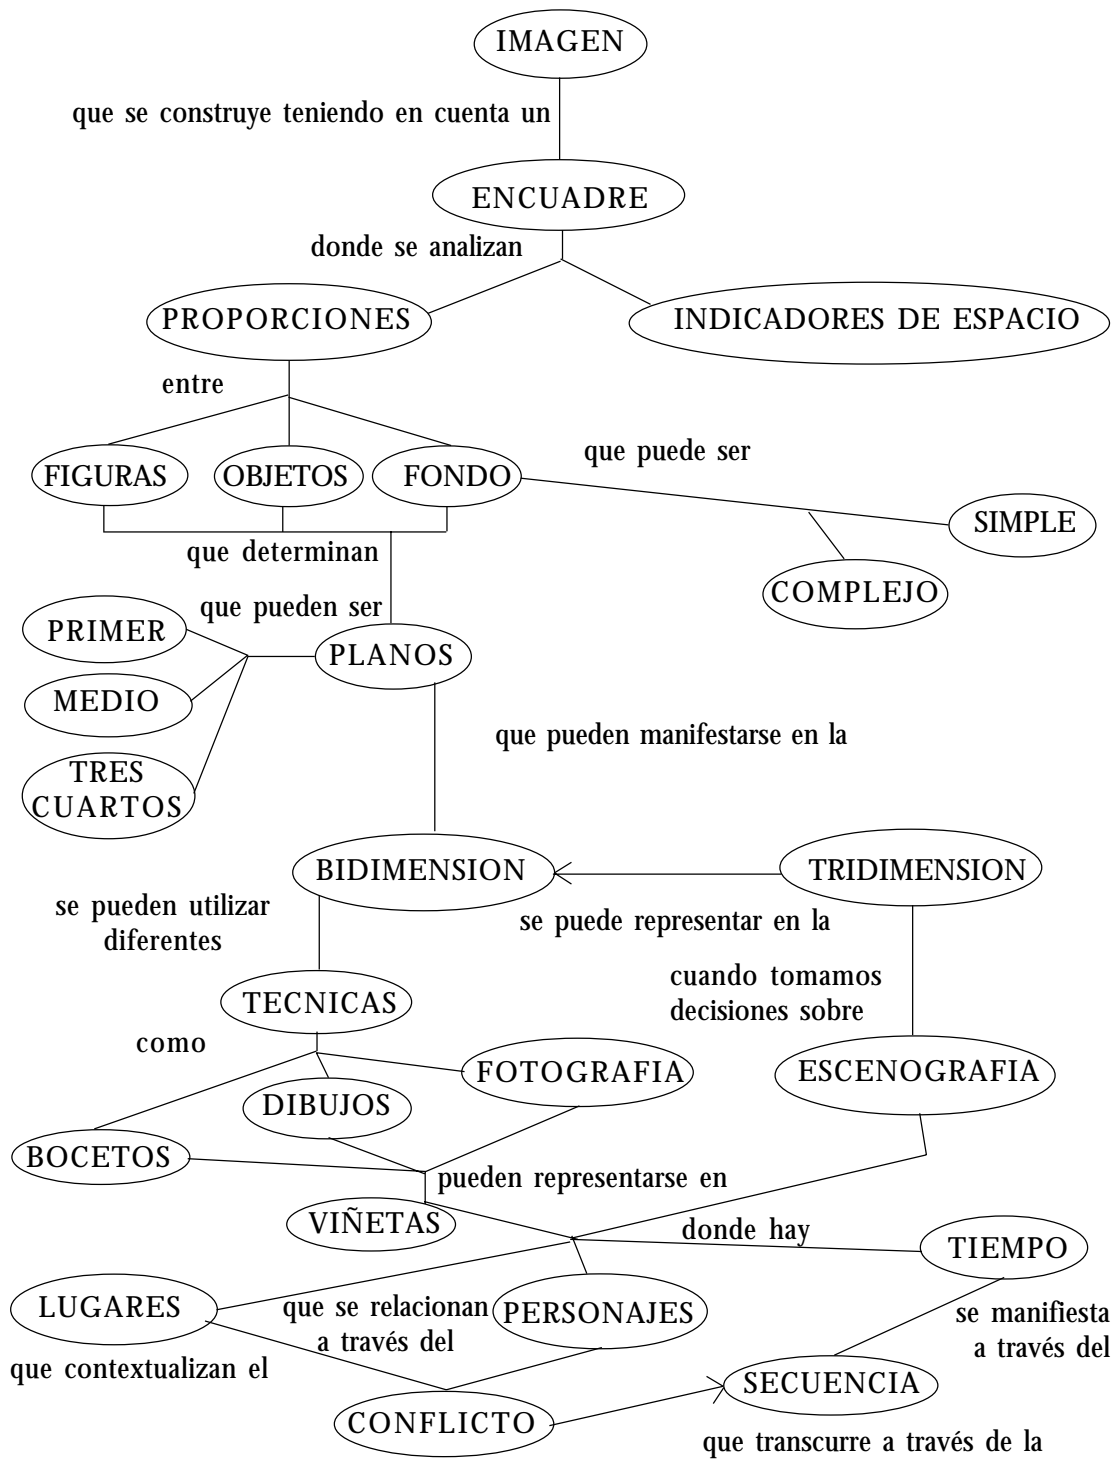 IMAGEN
que se construye teniendo en cuenta un
ENCUADRE
donde se analizan
PROPORCIONES
INDICADORES DE ESPACIO
entre
FIGURAS
OBJETOS
FONDO
que puede ser
SIMPLE
COMPLEJO
que determinan
que pueden ser
PRIMER
PLANOS
MEDIO
TRES
CUARTOS
que pueden manifestarse en la
BIDIMENSION
TRIDIMENSION
se pueden utilizar
diferentes
se puede representar en la
cuando tomamos
decisiones sobre
TECNICAS
como
FOTOGRAFIA
ESCENOGRAFIA
DIBUJOS
BOCETOS
pueden representarse en
VIÑETAS
donde hay
TIEMPO
LUGARES
que se relacionan
a través del
PERSONAJES
se manifiesta
a través del
que contextualizan el
SECUENCIA
CONFLICTO
que transcurre a través de la